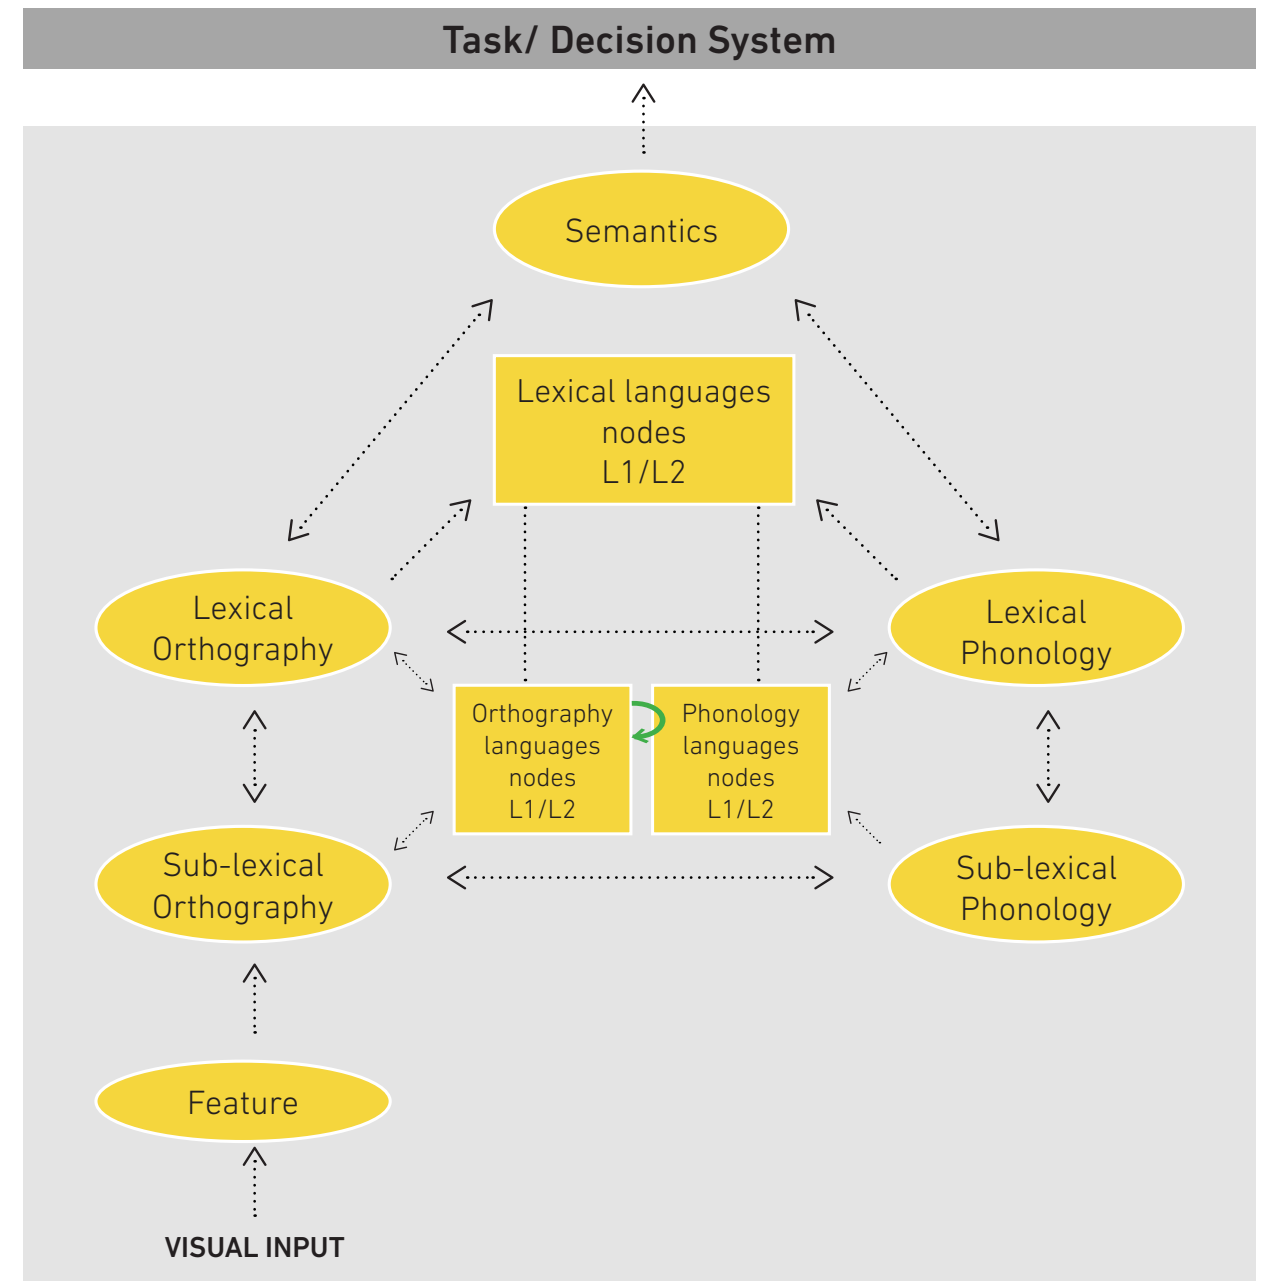 Task/ Decision System
Semantics
Lexical languages
nodes
L1/L2
Lexical
Orthography
Lexical
Phonology
Orthography
languages
nodes
L1/L2
Phonology
languages
nodes
L1/L2
Sub-lexical
Orthography
Sub-lexical
Phonology
Feature
VISUAL INPUT